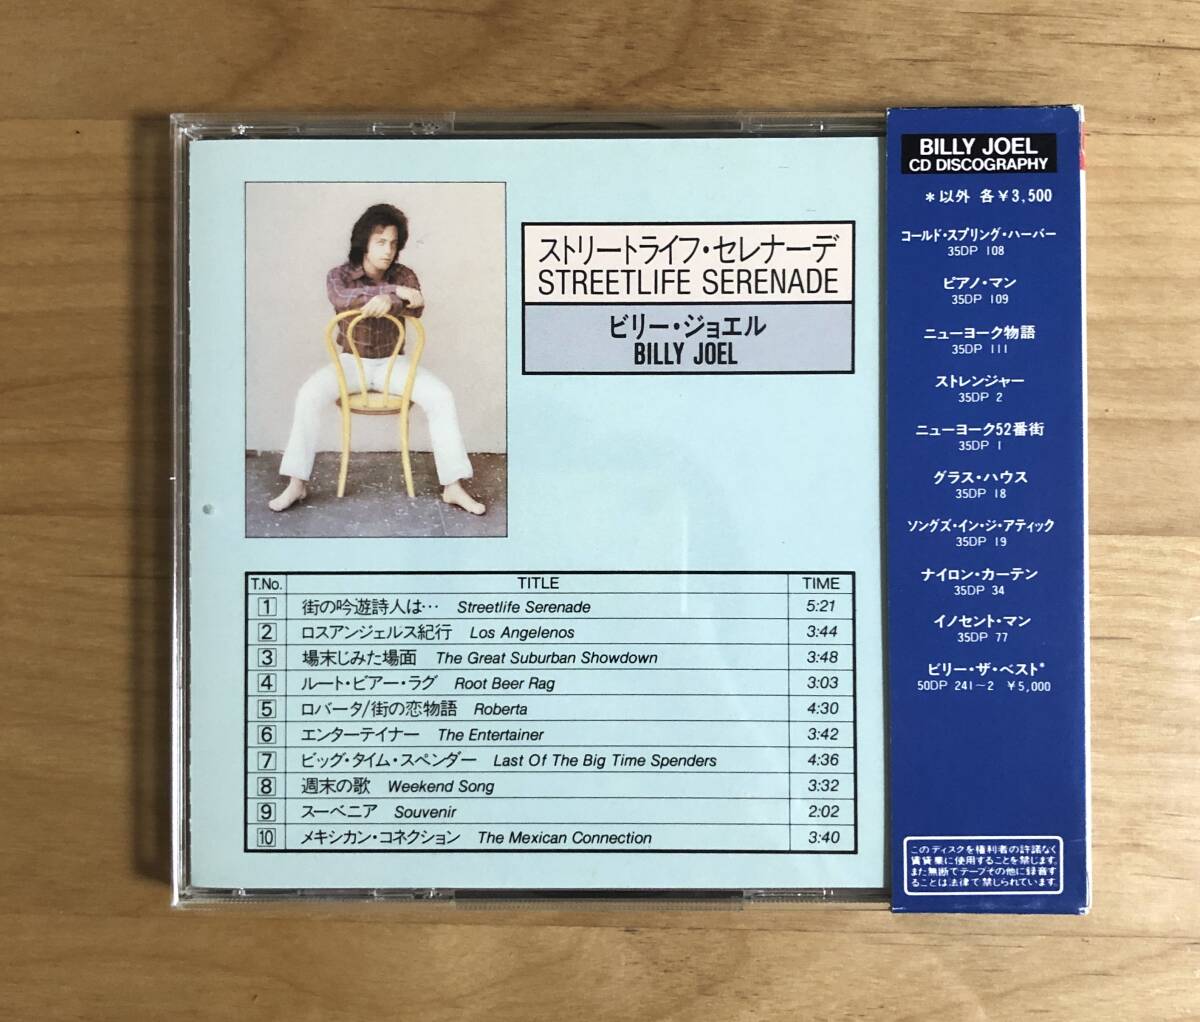 ストリートライフ・セレナーデ
STREETLIFE SERENADE
ビリー・ジョエル
BILLY JOEL
T.No. TITLE TIME
1 街の吟遊詩人は… Streetlife Serenade 5:21
2 ロスアンジェルス紀行 Los Angelenos 3:44
3 場末じみた場面 The Great Suburban Showdown 3:48
4 ルート・ビアー・ラグ Root Beer Rag 3:03
5 ロバータ/街の恋物語 Roberta 4:30
6 エンターテイナー The Entertainer 3:42
7 ビッグ・タイム・スペンダー Last Of The Big Time Spenders 4:36
8 週末の歌 Weekend Song 3:32
9 スーベニア Souvenir 2:02
10 メキシカン・コネクション The Mexican Connection 3:40
BILLY JOEL
CD DISCOGRAPHY
*以外 各¥3,500
コールド・スプリング・ハーバー
35DP 108
ピアノ・マン
35DP 109
ニューヨーク物語
35DP 111
ストレンジャー
35DP 2
ニューヨーク52番街
35DP 1
グラス・ハウス
35DP 18
ソングズ・イン・ジ・アティック
35DP 19
ナイロン・カーテン
35DP 34
イノセント・マン
35DP 77
ビリー・ザ・ベスト*
50DP 241~2 ¥5,000
このディスクを権利者の許諾なく
賃貸業に使用することを禁じます。
また無断でテープその他に録音す
ることは法律で禁じられています。